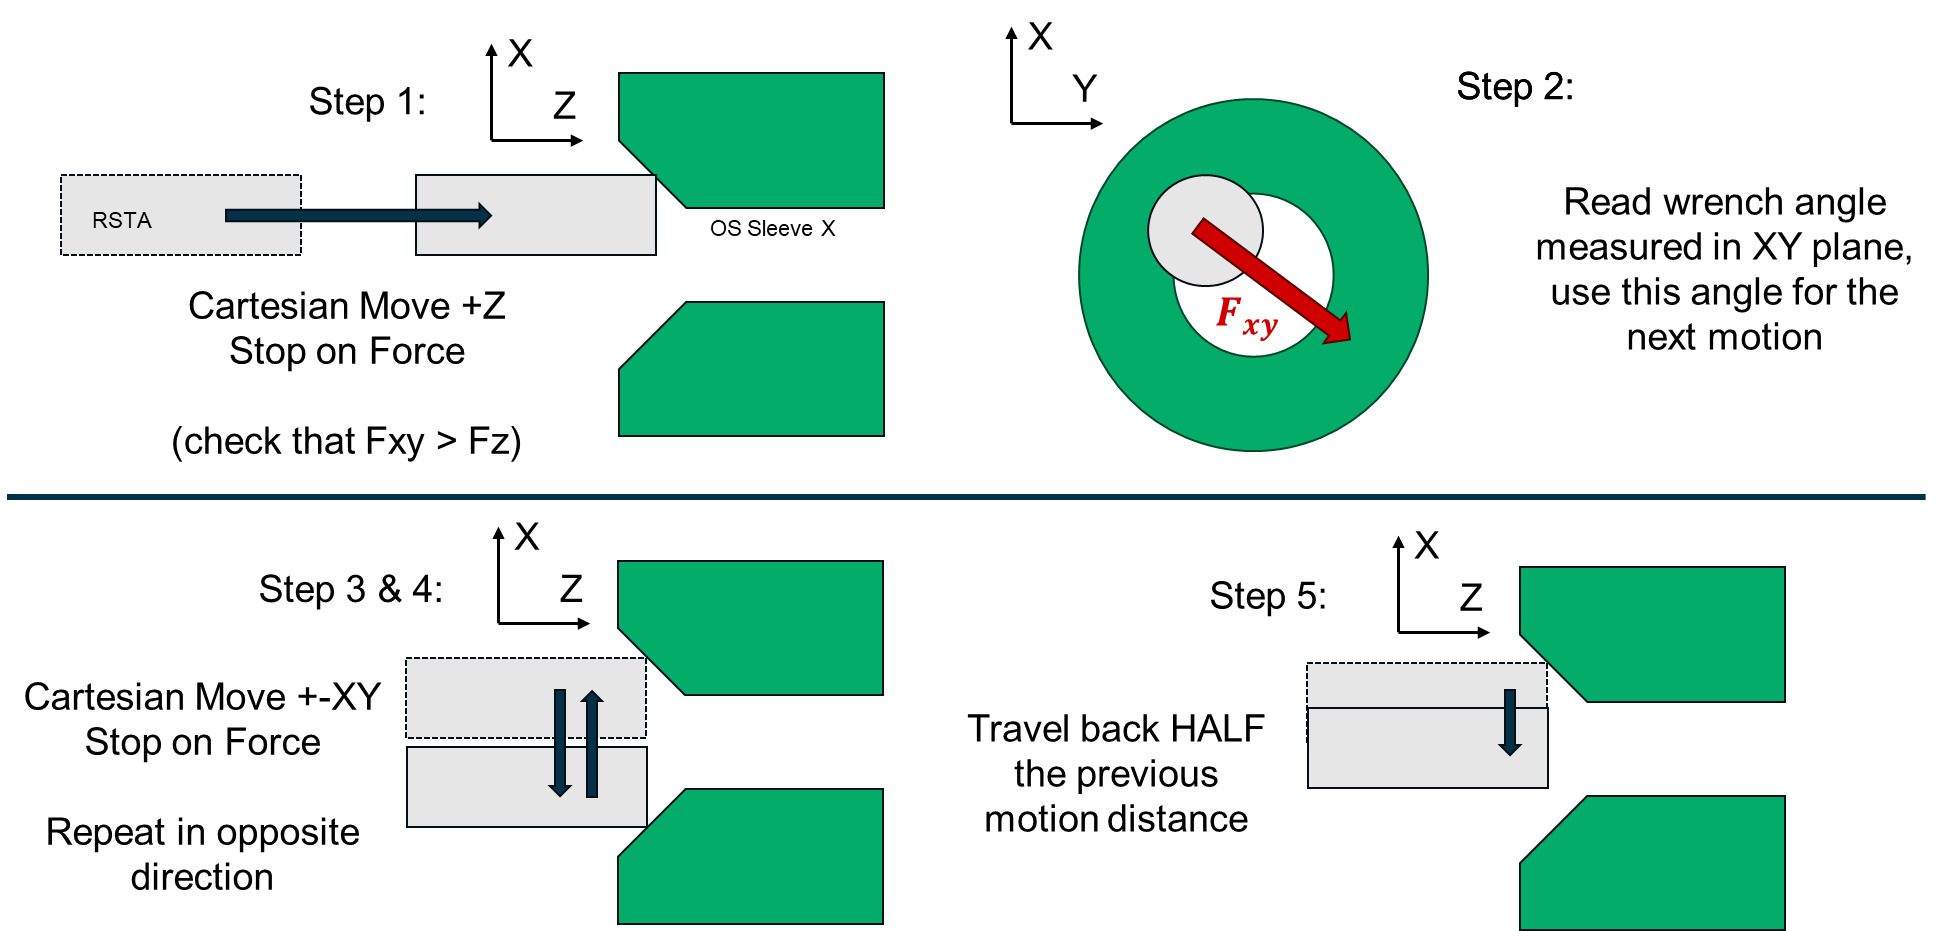 Step 1:
X
Z
RSTA
OS Sleeve X
Cartesian Move +Z
Stop on Force
(check that Fxy > Fz)
X
Y
Step 2:
Fxy
Read wrench angle
measured in XY plane,
use this angle for the
next motion
Step 3 & 4:
X
Z
Cartesian Move +-XY
Stop on Force
Repeat in opposite
direction
Step 5:
X
Z
Travel back HALF
the previous
motion distance